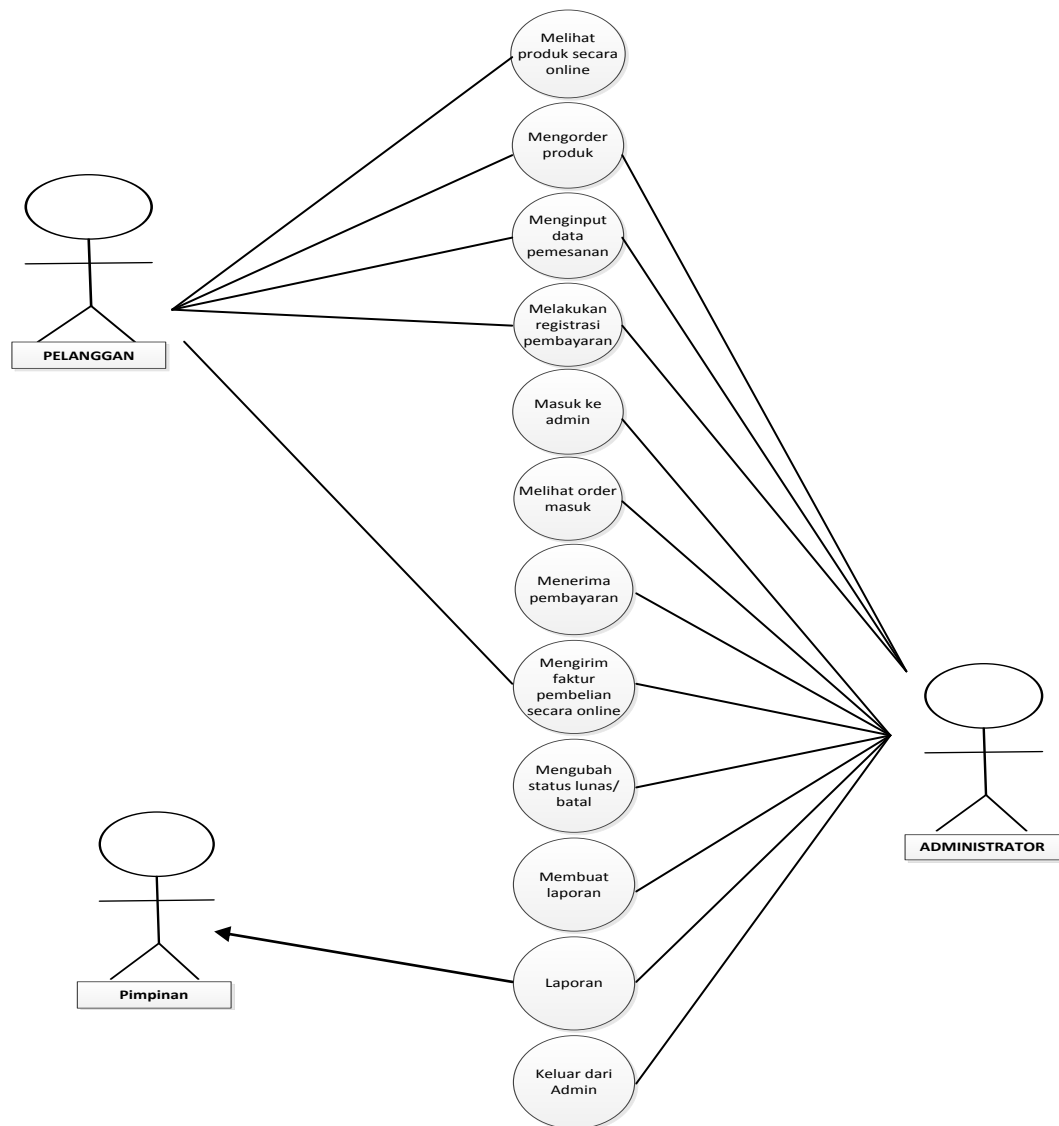 Melihat
produk secara
online
Mengorder
produk
Menginput
data
pemesanan
Melakukan
registrasi
pembayaran
PELANGGAN
Masuk ke
admin
Melihat order
masuk
Menerima
pembayaran
Mengirim
faktur
pembelian
secara online
Mengubah
status lunas/
batal
ADMINISTRATOR
Membuat
laporan
Laporan
Pimpinan
Keluar dari
Admin